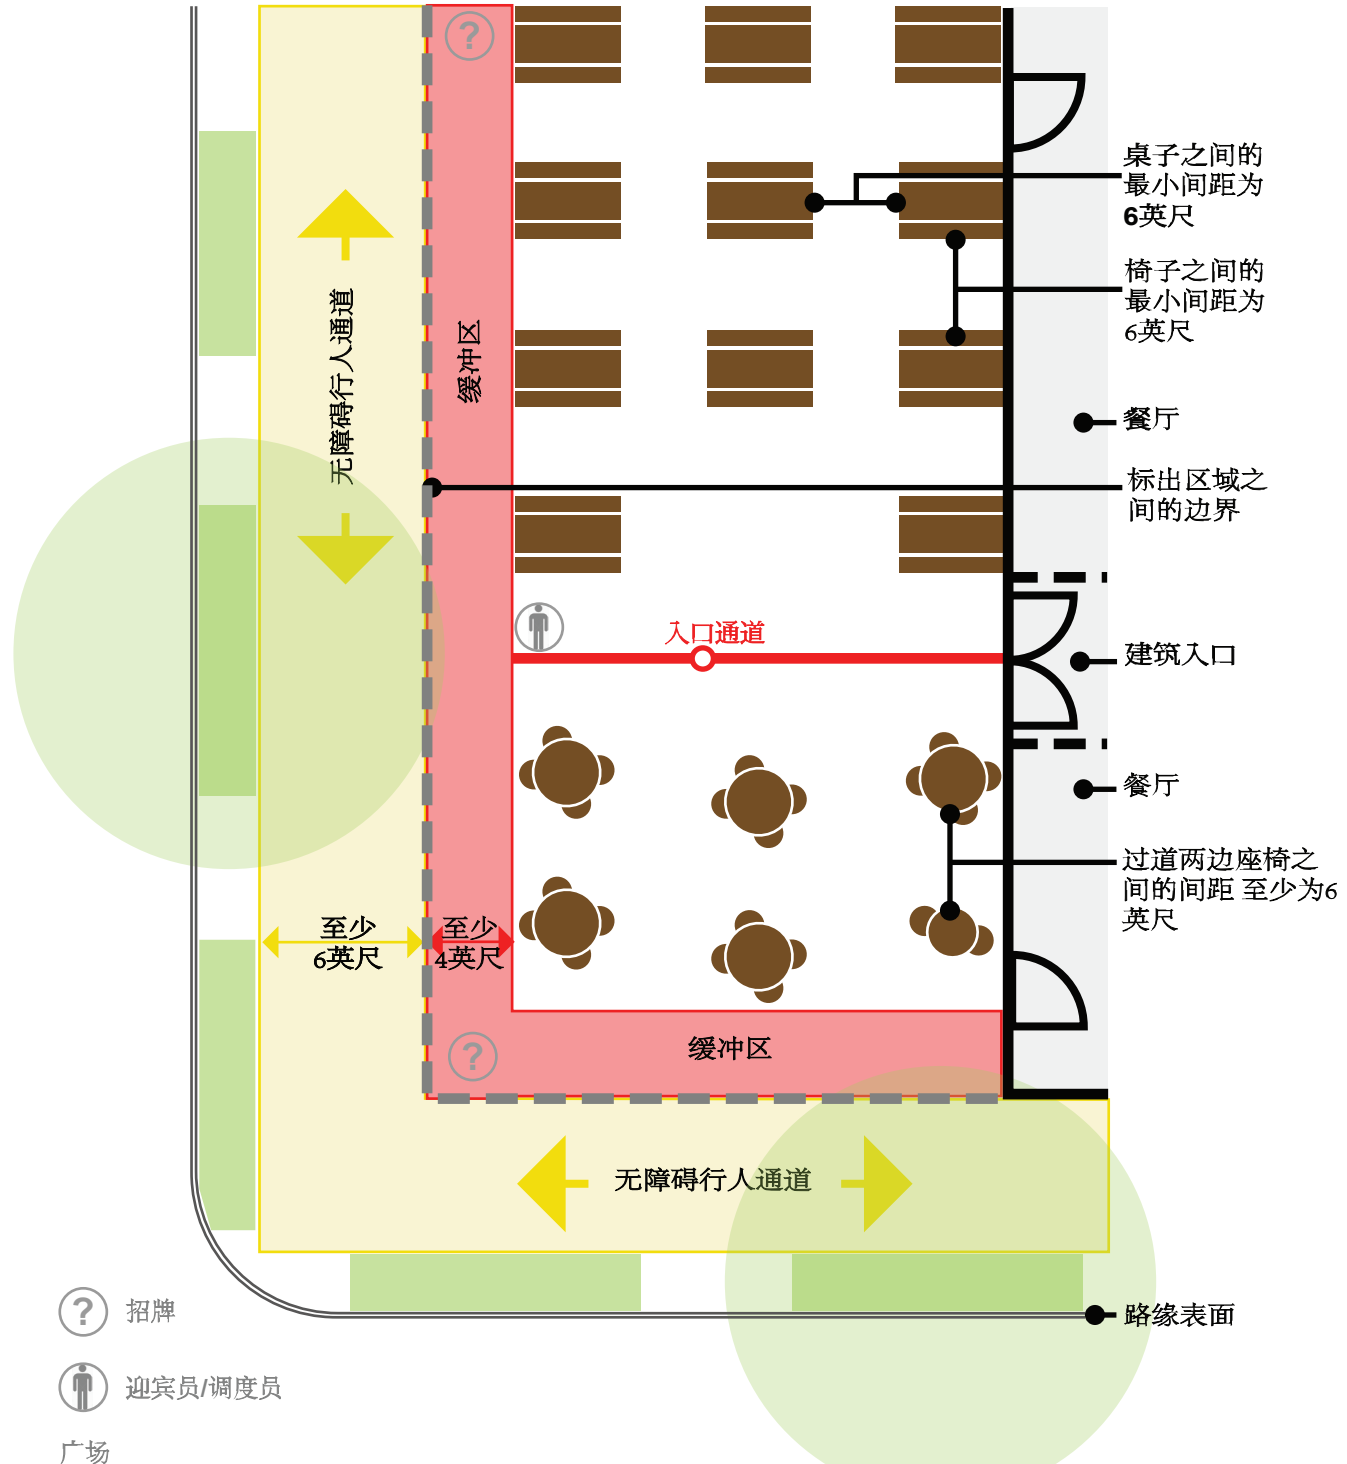 ?
桌子之间的
最小间距为
6英尺
椅子之间的
最小间距为
6英尺
无障碍行人通道
缓冲区
餐厅
标出区域之
间的边界
入口通道
建筑入口
餐厅
过道两边座椅之
间的间距 至少为6
英尺
至少
6英尺
至少
4英尺
缓冲区
?
无障碍行人通道
路缘表面
? 招牌
迎宾员/调度员
广场